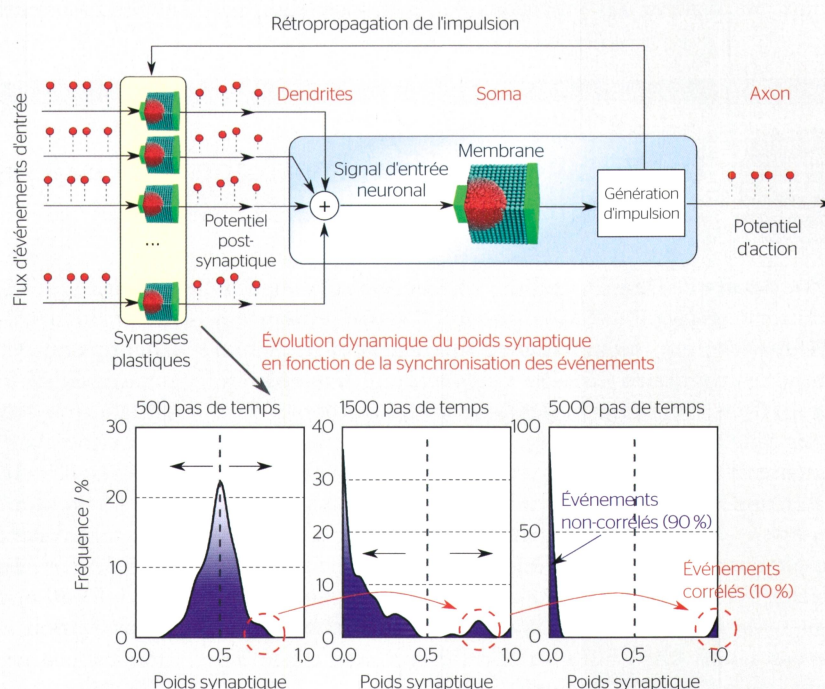 Rétropropagation de l'impulsion
Flux d'événements d'entrée
Dendrites
Soma
Axon
Signal d'entrée
neuronal
Membrane
+
Génération
d'impulsion
Potentiel
post-
synaptique
...
Potentiel
d'action
Synapses
plastiques
Évolution dynamique du poids synaptique
en fonction de la synchronisation des événements
500 pas de temps
1500 pas de temps
5000 pas de temps
Fréquence / %
30
20
10
0
0,0
0,5
1,0
Poids synaptique
40
30
20
10
0
0,0
0,5
1,0
Poids synaptique
100
50
0
0,0
0,5
1,0
Poids synaptique
Événements
non-corrélés (90 %)
Événements
corrélés (10 %)